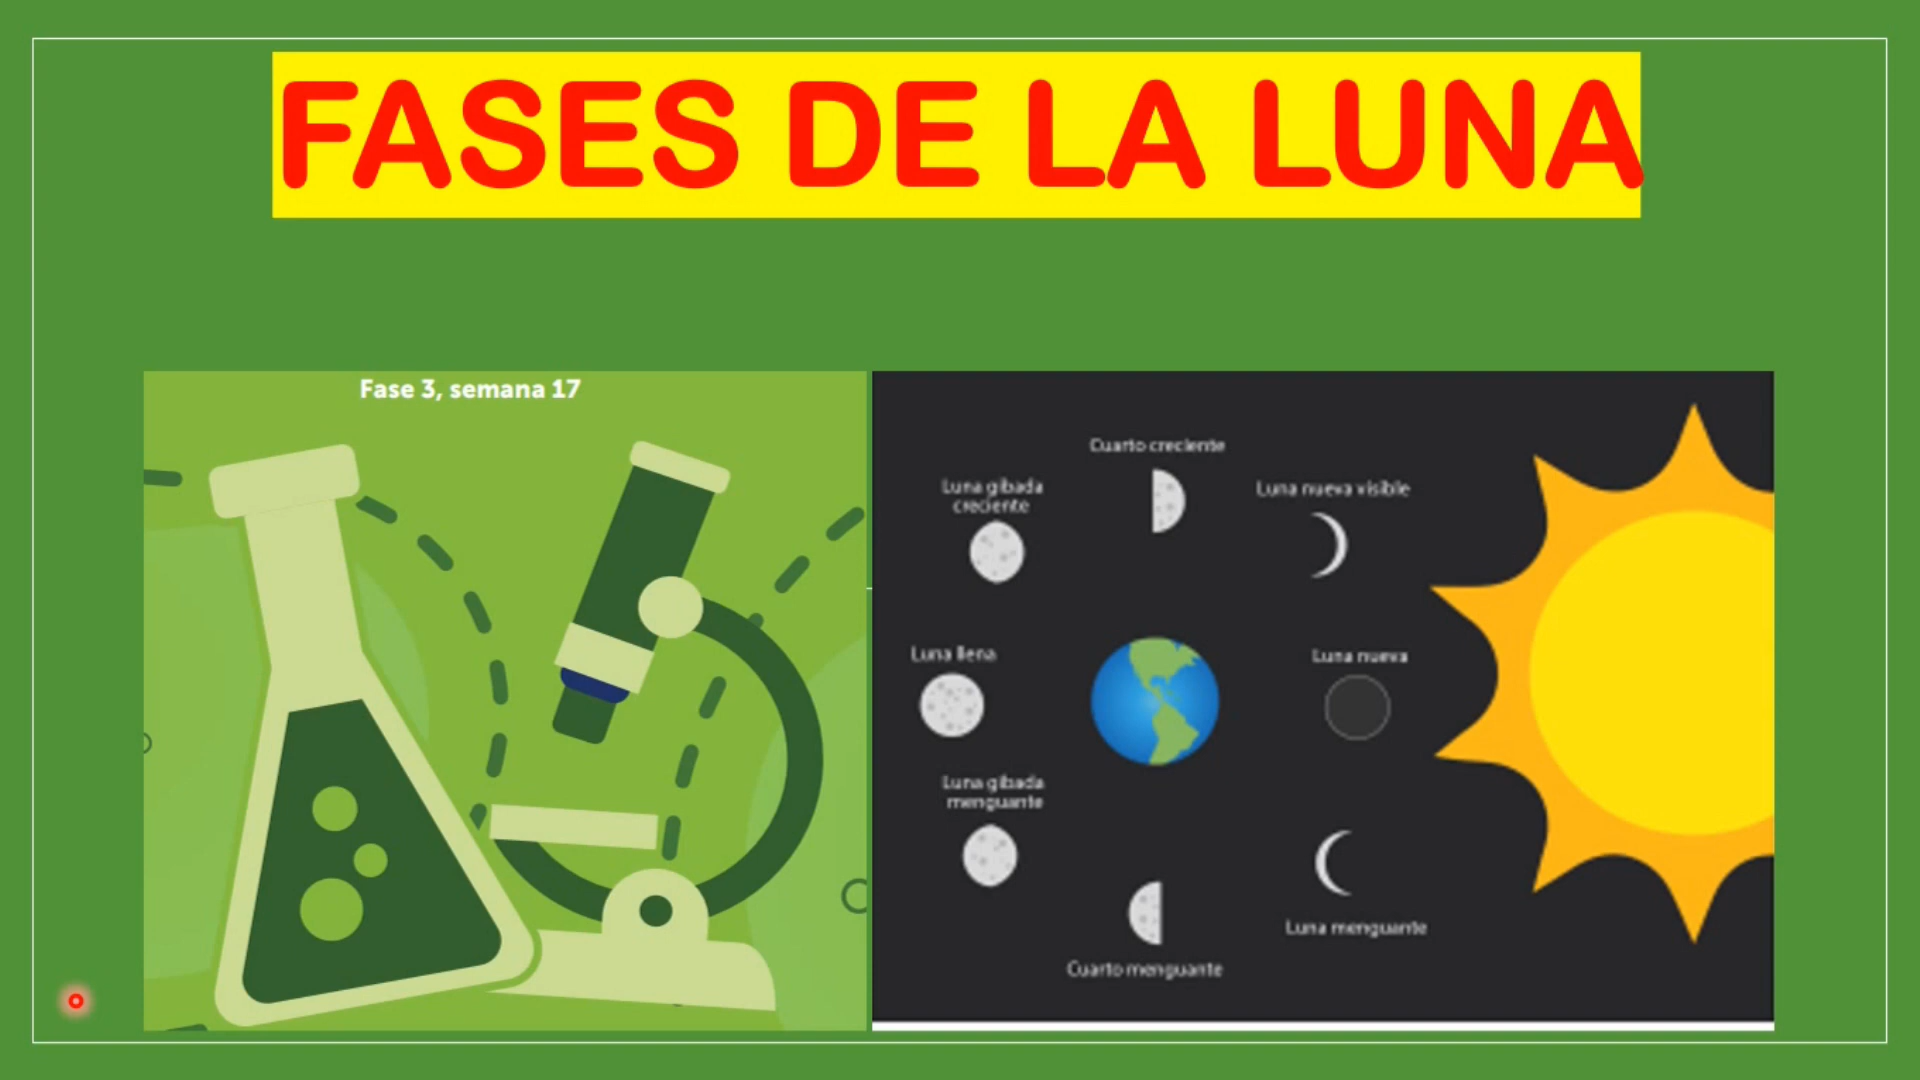 FASES DE LA LUNA
Fase 3, semana 17
Cuarto creciente
Luna gibada
creciente
Luna nueva visible
Luna llena
Luna nueva
Luna gibada
menguante
Luna menguante
Cuarto menguante